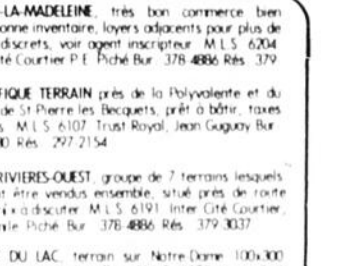 -LA-MADELEINE, très bon commerce bien
onne inventaire, loyers adjacents pour plus de
discrets, voir agent inscripteur M L S 6204
té Courtier P E Piché Bur 378 4886 Rés 379
FIQUE TERRAIN près de la Polyvalente et du
de St Pierre les Becquets, prêt à bâtir, taxes
s M L S 6107 Trust Royal, Jean Guguay Bur
0 Rés 297 2154
RIVIERES-OUEST, groupe de 7 terrains lesquels
t être vendus ensemble, situé près de route
ix à discuter M L S 6191 Inter Cité Courtier,
ile Piché Bur 378 4886 Rés 379 3037
DU LAC, terrain sur Notre Dame 100x300